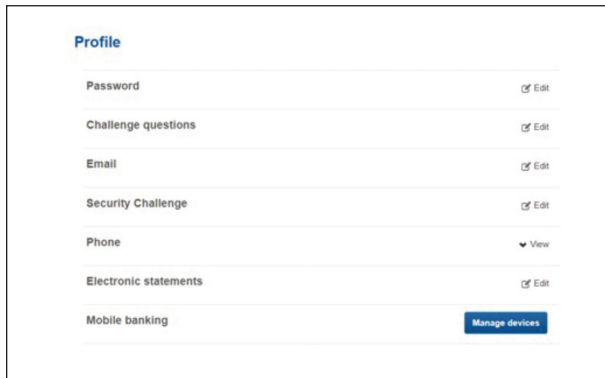 Profile
Password Edit
Challenge questions Edit
Email Edit
Security Challenge Edit
Phone View
Electronic statements Edit
Mobile banking Manage devices